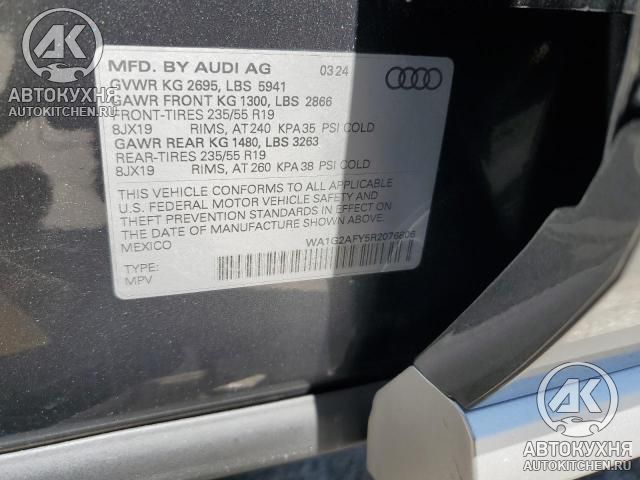 AK
АВТОКУХНЯ
AUTOKITCHEN.RU
MFD. BY AUDI AG 03 24
GVWR KG 2695, LBS 5941
GAWR FRONT KG 1300, LBS 2866
FRONT-TIRES 235/55 R19
8JX19 RIMS, AT 240 KPA 35 PSI COLD
GAWR REAR KG 1480, LBS 3263
REAR-TIRES 235/55 R19
8JX19 RIMS, AT 260 KPA 38 PSI COLD
THIS VEHICLE CONFORMS TO ALL APPLICABLE
U.S. FEDERAL MOTOR VEHICLE SAFETY AND
THEFT PREVENTION STANDARDS IN EFFECT ON
THE DATE OF MANUFACTURE SHOWN ABOVE.
MEXICO WA1G2AFY5R2076806
TYPE:
MPV
AK
АВТОКУХНЯ
AUTOKITCHEN.RU